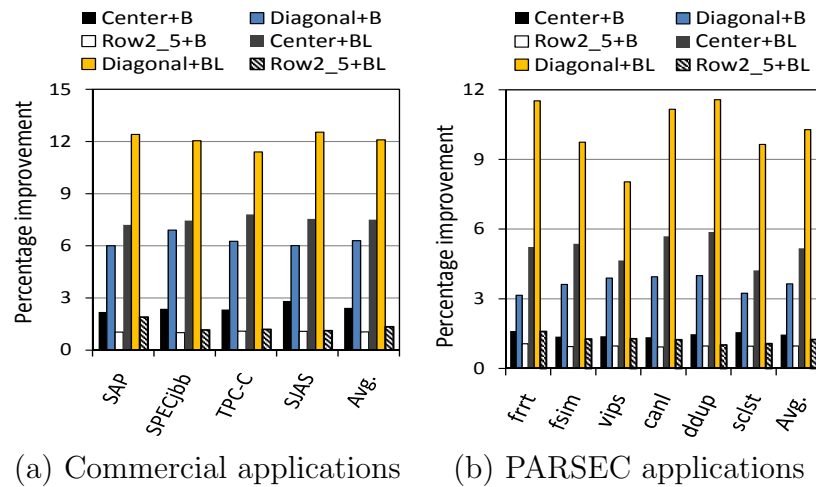 Center+B Diagonal+B
Row2_5+B Center+BL
Diagonal+BL Row2_5+BL
15
12
9
6
3
0
Percentage improvement
SAP SPECjbb TPC-C SJAS Avg.
(a) Commercial applications
Center+B Diagonal+B
Row2_5+B Center+BL
Diagonal+BL Row2_5+BL
12
9
6
3
0
Percentage improvement
frrt fsim vips canl ddup sclst Avg.
(b) PARSEC applications